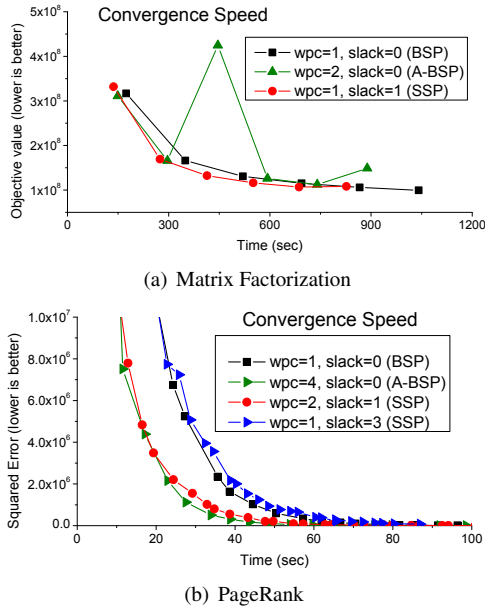 Convergence Speed
5x10⁸
3x10⁸
1x10⁸
Objective value (lower is better)
wpc=1, slack=0 (BSP)
wpc=2, slack=0 (A-BSP)
wpc=1, slack=1 (SSP)
0 300 600 900 1200
Time (sec)
(a) Matrix Factorization
Convergence Speed
1.0x10⁷
8.0x10⁶
6.0x10⁶
4.0x10⁶
2.0x10⁶
0.0
Squared Error (lower is better)
wpc=1, slack=0 (BSP)
wpc=4, slack=0 (A-BSP)
wpc=2, slack=1 (SSP)
wpc=1, slack=3 (SSP)
0 20 40 60 80 100
Time (sec)
(b) PageRank